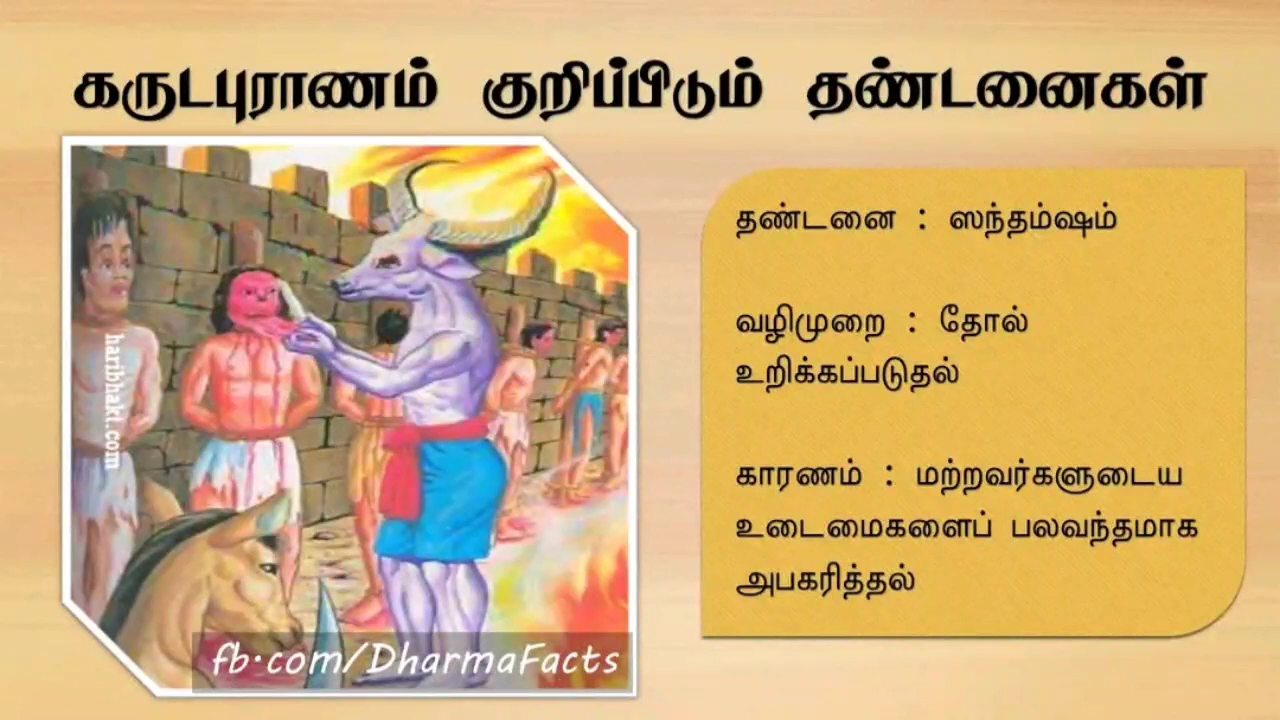 கருடபுராணம் குறிப்பிடும் தண்டனைகள்
haribhakt.com
fb.com/DharmaFacts
தண்டனை : ஸந்தம்ஷம்
வழிமுறை : தோல்
உறிக்கப்படுதல்
காரணம் : மற்றவர்களுடைய
உடைமைகளைப் பலவந்தமாக
அபகரித்தல்